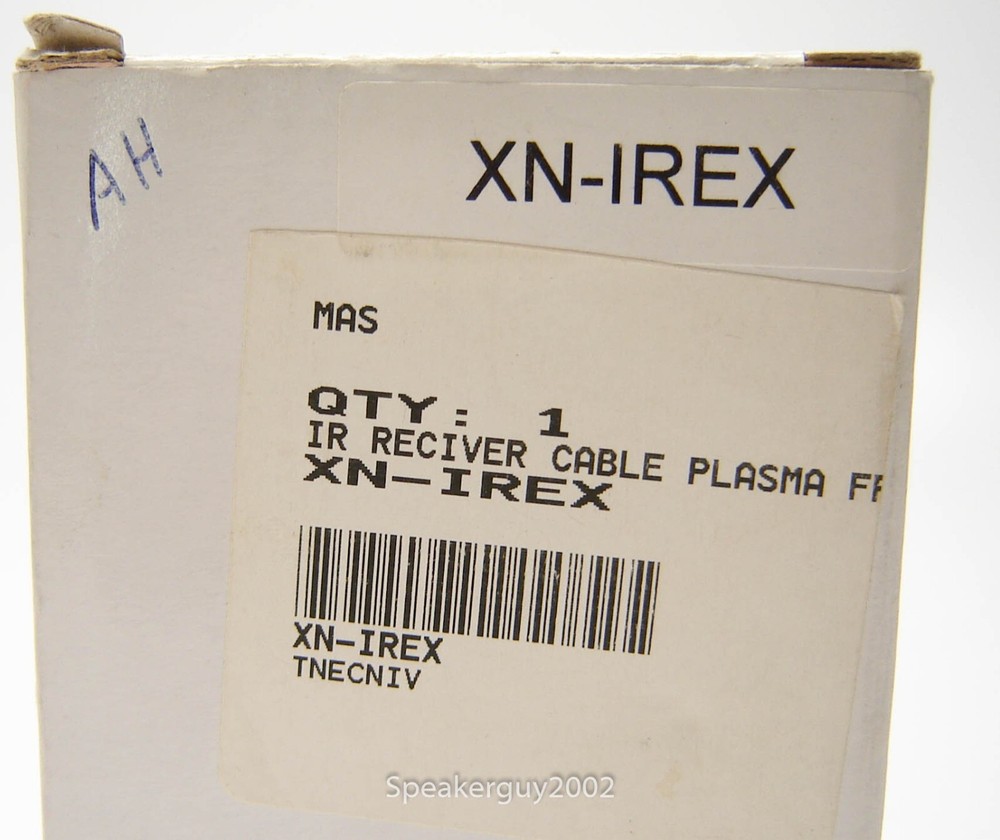 AH
XN-IREX
MAS
QTY: 1
IR RECIVER CABLE PLASMA
XN-IREX
XN-IREX
TNECNIV
Speakerguy2002